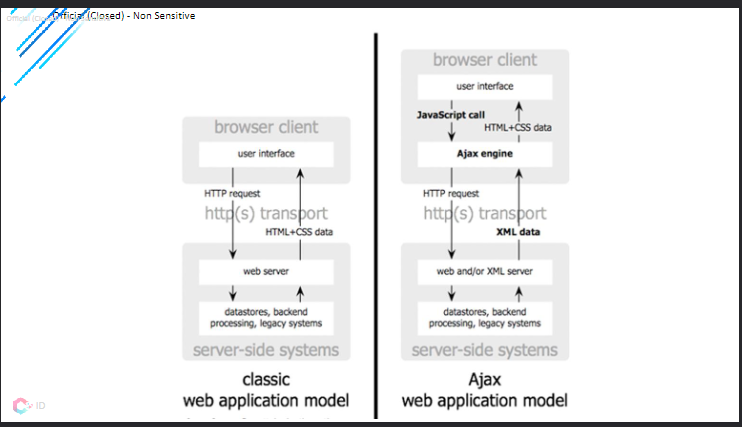 Official (Closed) - Non Sensitive
browser client
user interface
HTTP request
http(s) transport
HTML+CSS data
web server
datastores, backend
processing, legacy systems
server-side systems
classic
web application model
browser client
user interface
JavaScript call
HTML+CSS data
Ajax engine
HTTP request
http(s) transport
XML data
web and/or XML server
datastores, backend
processing, legacy systems
server-side systems
Ajax
web application model
ID